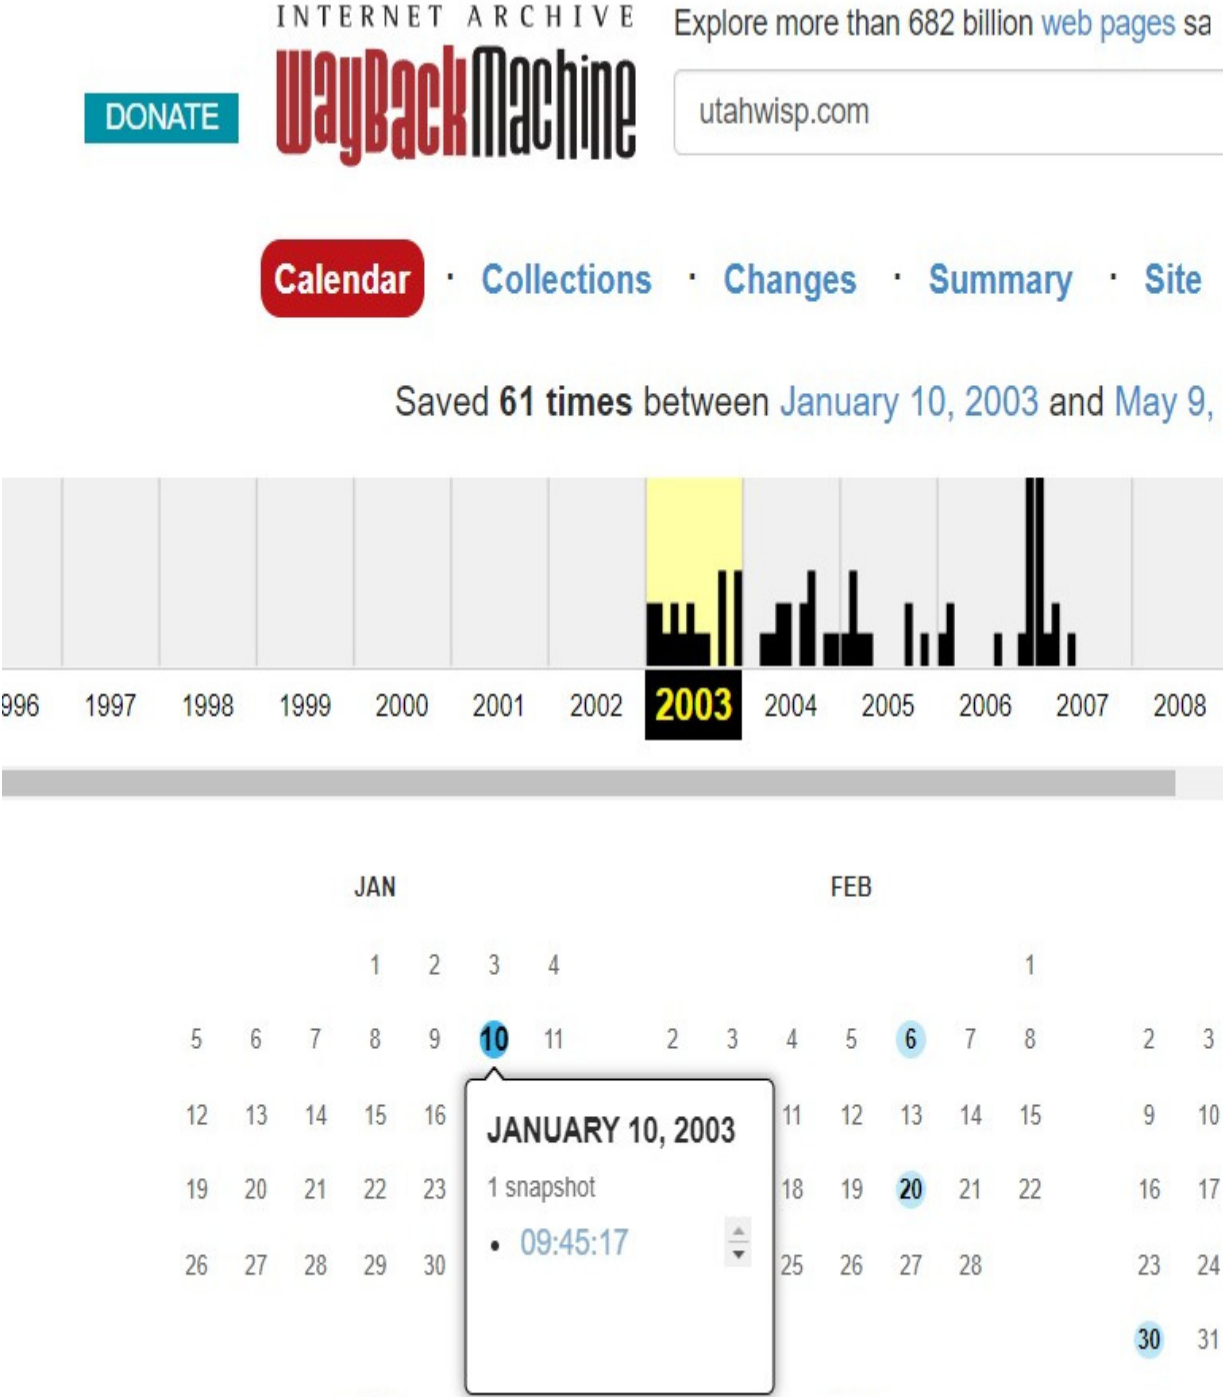 INTERNET ARCHIVE
WayBackMachine
DONATE
Explore more than 682 billion web pages sa
utahwisp.com
Calendar · Collections · Changes · Summary · Site
Saved 61 times between January 10, 2003 and May 9,
996 1997 1998 1999 2000 2001 2002 2003 2004 2005 2006 2007 2008
JAN
1 2 3 4
5 6 7 8 9 10 11
12 13 14 15 16
19 20 21 22 23
26 27 28 29 30
JANUARY 10, 2003
1 snapshot
• 09:45:17
FEB
1
2 3 4 5 6 7 8
11 12 13 14 15
18 19 20 21 22
25 26 27 28
2 3
9 10
16 17
23 24
30 31